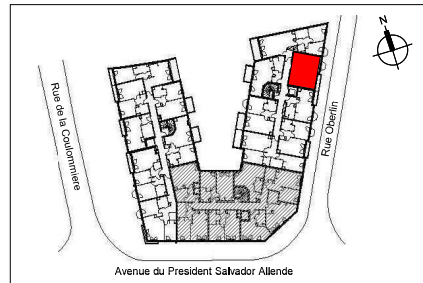 N
Rue de la Coulommiere
Rue Oberlin
Avenue du President Salvador Allende